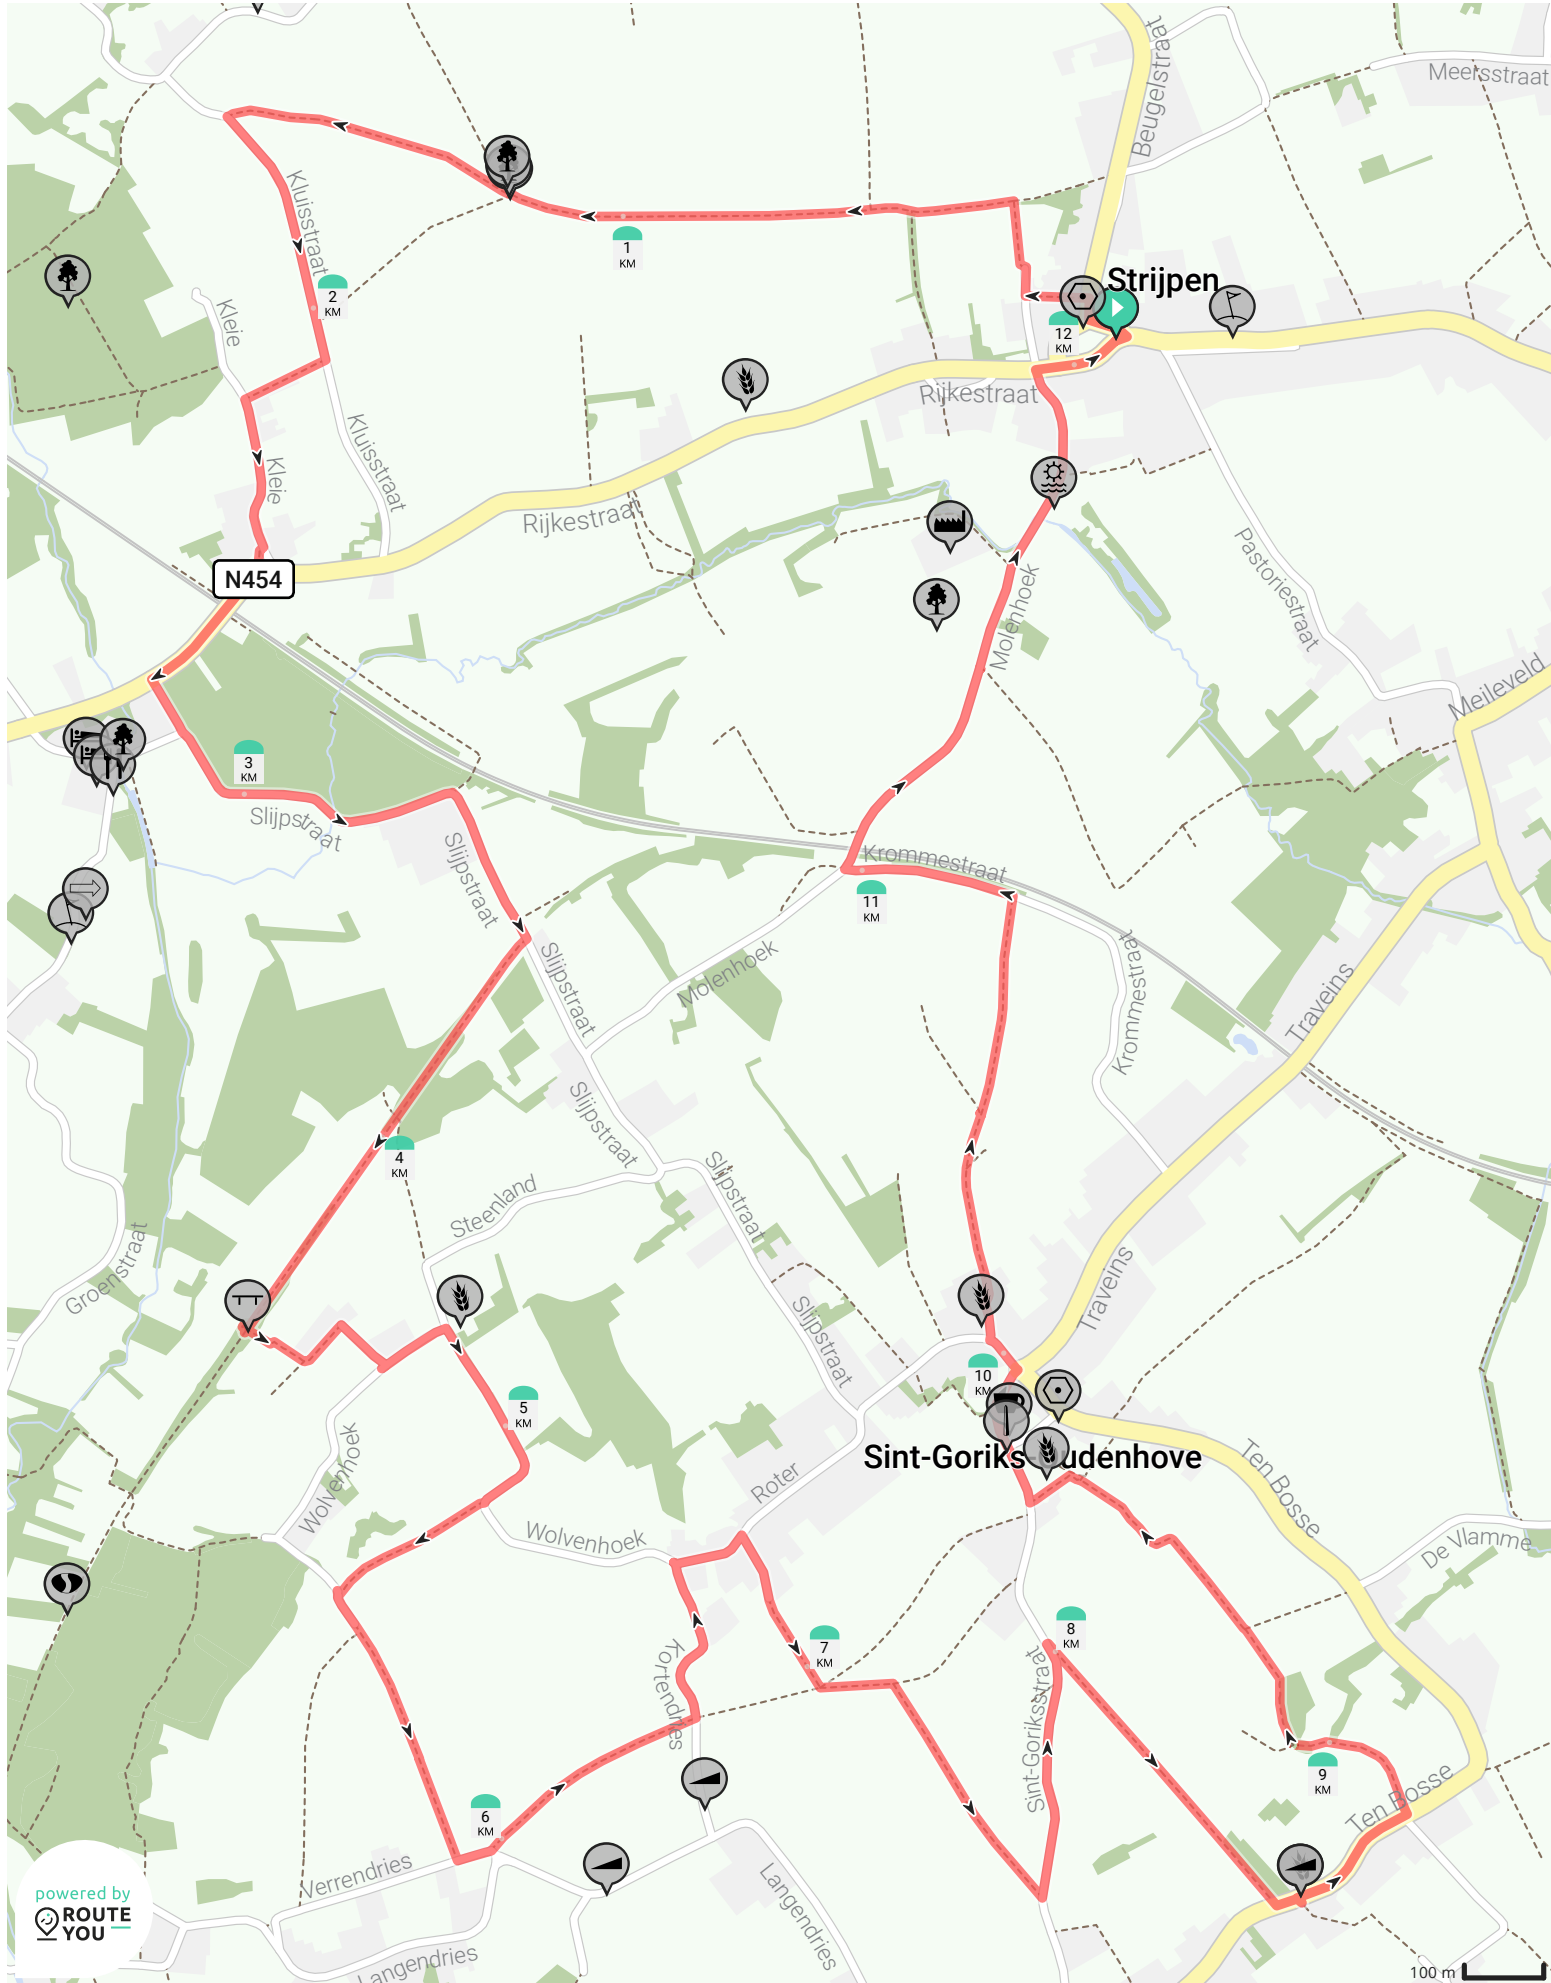 Beugelstraat
Meersstraat
Kluisstraat
1
KM
Strijpen
2
KM
Kleie
12
KM
Rijkestraat
Kluisstraat
Kleie
Rijkestraat
N454
Molenhoek
Pastoriestraat
Meileveld
3
KM
Slijpstraat
Slijpstraat
Krommestraat
11
KM
Slijpstraat
Molenhoek
Krommestraat
Traveins
Slijpstraat
4
KM
Slijpstraat
Steenland
Groenstraat
Traveins
Slijpstraat
10
KM
5
KM
Sint-Goriks-Oudenhove
Ten Bosse
Wolvenhoek
Roter
Wolvenhoek
De Vlamme
8
KM
7
KM
Kortendries
Sint-Goriksstraat
9
KM
Ten Bosse
6
KM
Verrendries
Langendries
Langendries
powered by
ROUTE
YOU
100 m